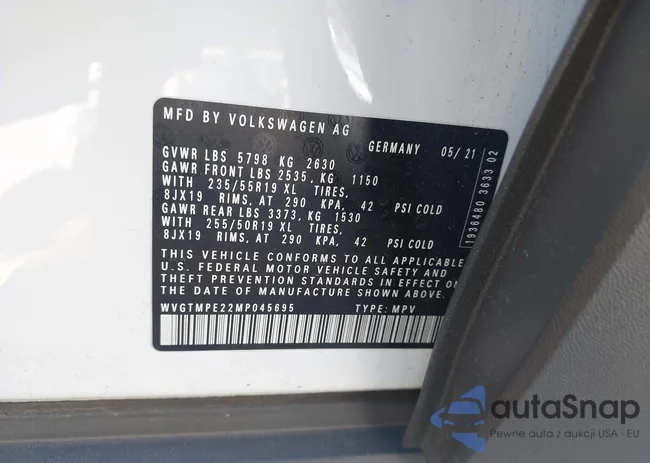 MFD BY VOLKSWAGEN AG
GERMANY 05/21
GVWR LBS 5798 KG 2630
GAWR FRONT LBS 2535, KG 1150
WITH 235/55R19 XL TIRES,
8JX19 RIMS, AT 290 KPA, 42 PSI COLD
GAWR REAR LBS 3373, KG 1530
WITH 255/50R19 XL TIRES,
8JX19 RIMS, AT 290 KPA, 42 PSI COLD
THIS VEHICLE CONFORMS TO ALL APPLICABLE
U.S. FEDERAL MOTOR VEHICLE SAFETY AND
THEFT PREVENTION STANDARDS IN EFFECT ON
THE DATE OF MANUFACTURE SHOWN ABOVE.
WVGTMPE22MP045695 TYPE: MPV
1936480 3633 02
autaSnap
Pewne auta z aukcji USA i EU